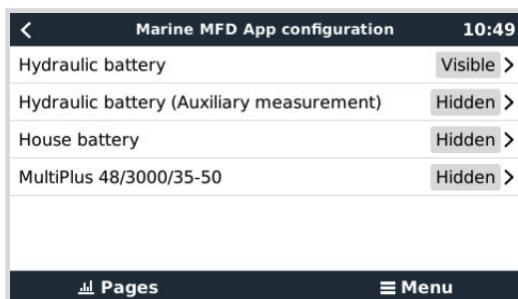 Marine MFD App configuration 10:49
Hydraulic battery Visible
Hydraulic battery (Auxiliary measurement) Hidden
House battery Hidden
MultiPlus 48/3000/35-50 Hidden
Pages Menu